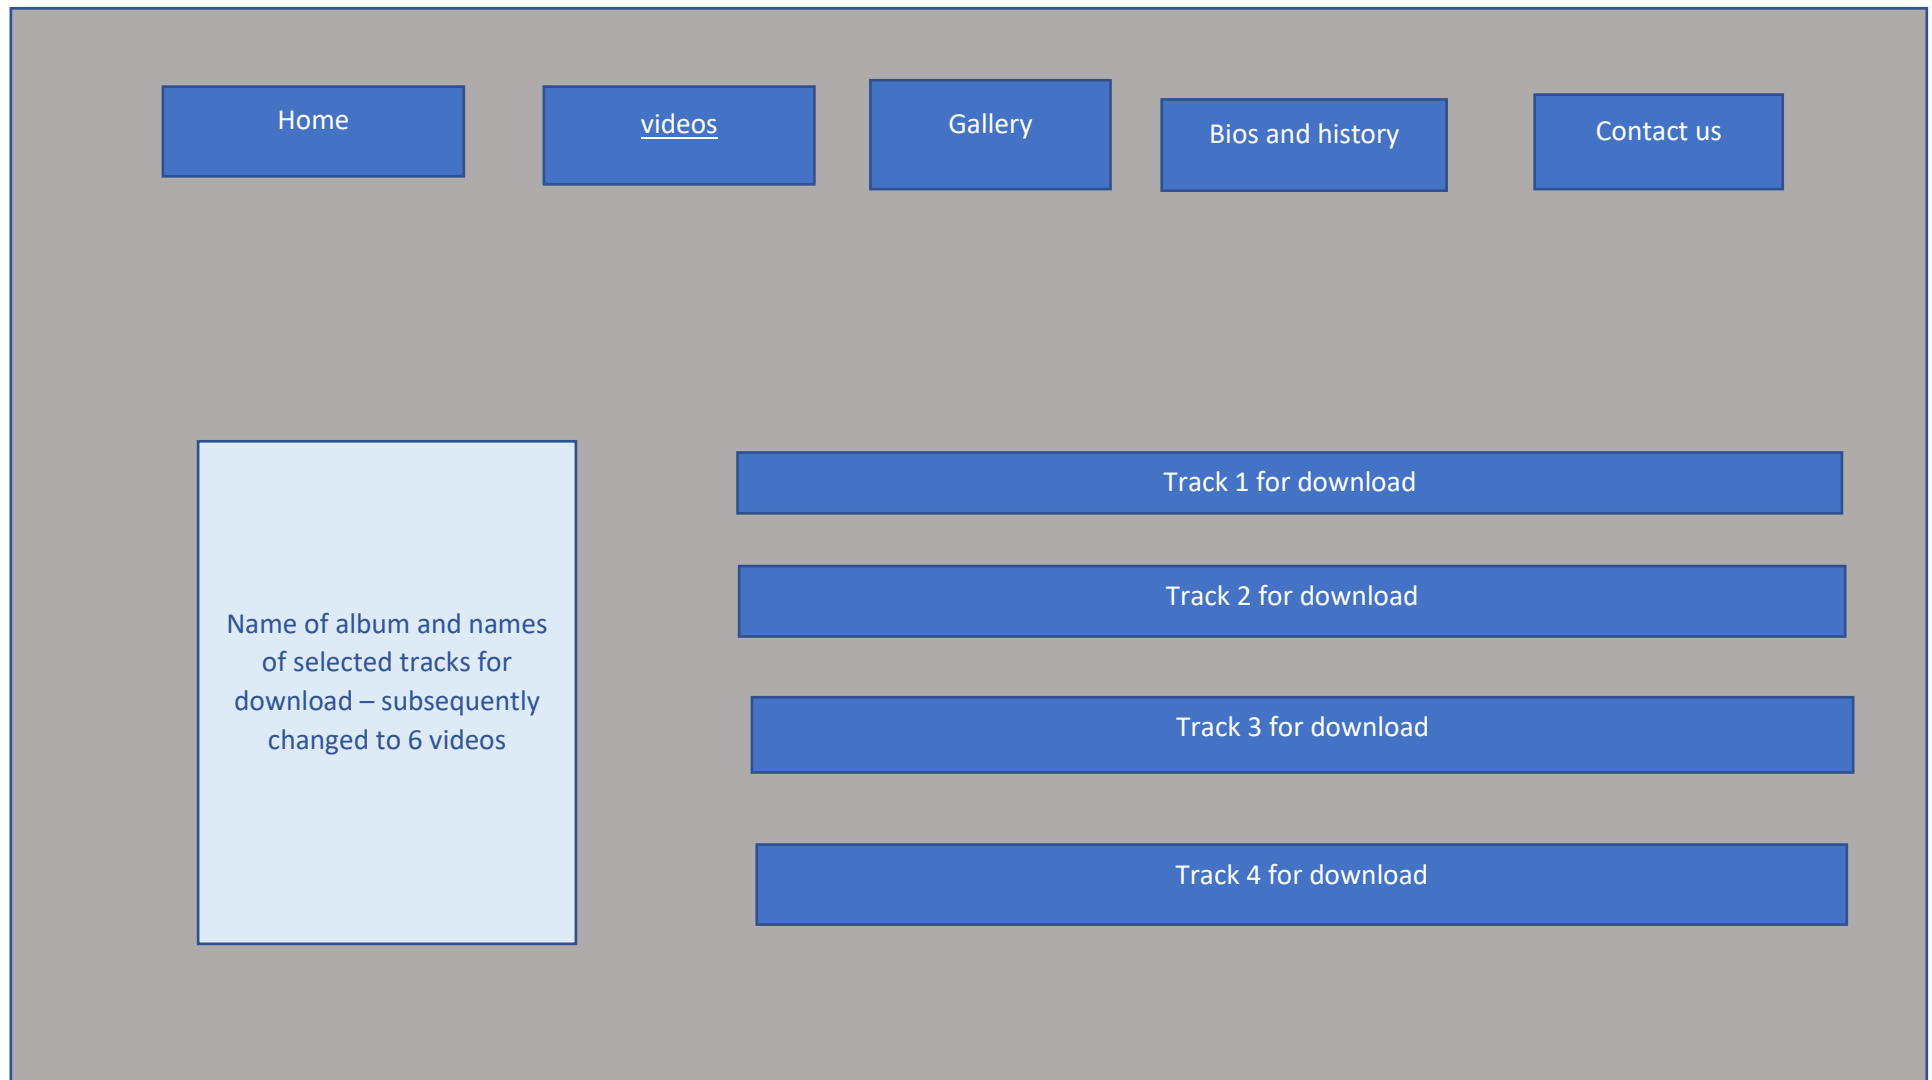 Home
videos
Gallery
Bios and history
Contact us
Name of album and names
of selected tracks for
download – subsequently
changed to 6 videos
Track 1 for download
Track 2 for download
Track 3 for download
Track 4 for download